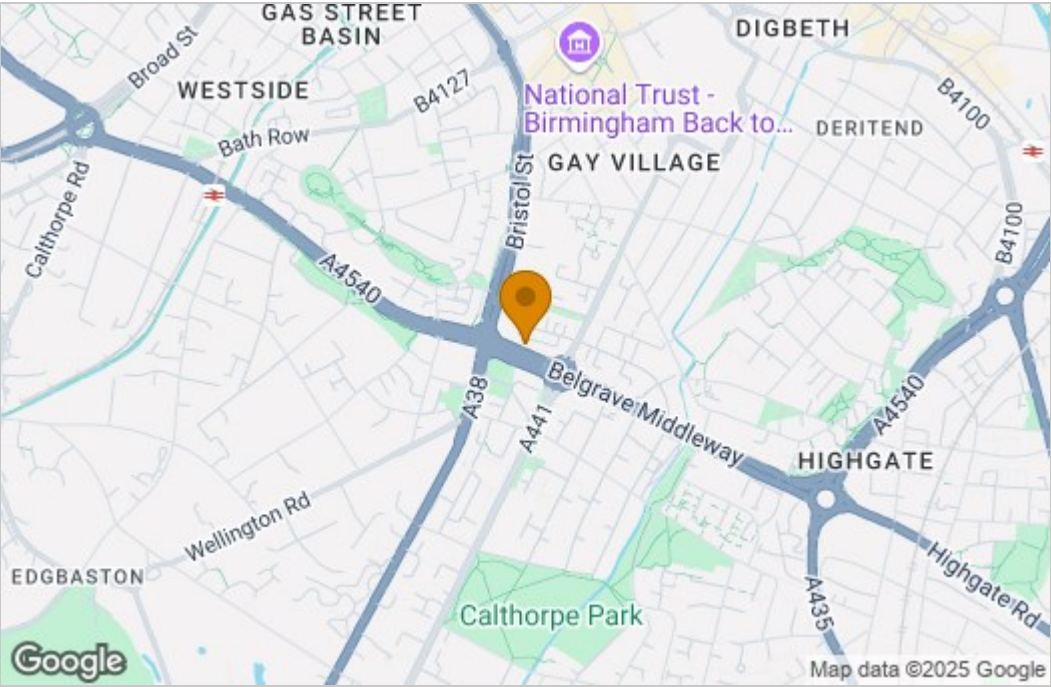 GAS STREET
BASIN
DIGBETH
Broad St
WESTSIDE
B4127
National Trust -
Birmingham Back to...
B4100
DERITEND
Bath Row
GAY VILLAGE
Calthorpe Rd
Bristol St
B4100
A4540
Belgrave Middleway
A38
A441
A4540
HIGHGATE
Wellington Rd
EDGBASTON
Highgate Rd
A435
Calthorpe Park
Google
Map data ©2025 Google